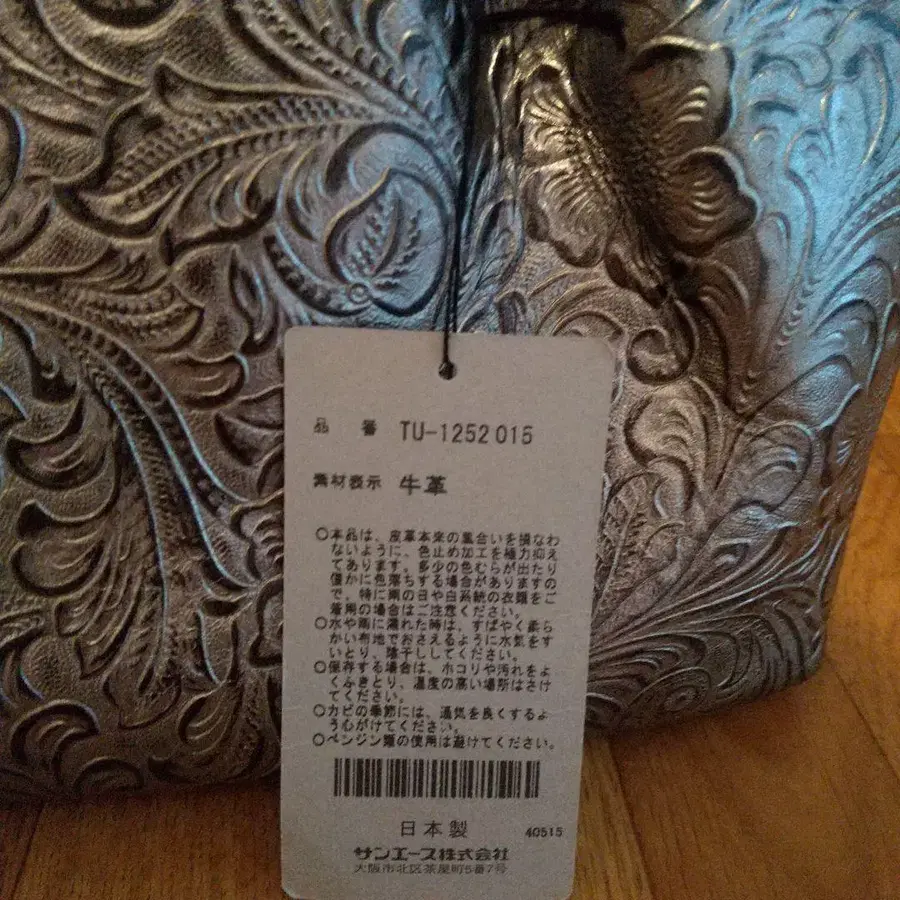 品 番 TU-1252 015
素材表示 牛革
○本品は、皮革本来の風合いを損なわ
ないように、色止め加工を極力抑え
てあります。多少の色むらが出たり
僅かに色落ちする場合がありますの
で、特に雨の日や白系統の衣類をご
着用の場合はご注意ください。
○水や雨に濡れた時は、すばやく柔ら
かい布地でおさえるように水気をす
いとり、陰干ししてください。
○保存する場合は、ホコリや汚れをよ
くふきとり、温度の高い場所はさけ
てください。
○カビの季節には、通気を良くするよ
う心がけてください。
○ベンジン類の使用は避けてください。
日本製 40515
サンエース株式会社
大阪市北区茶屋町5番7号